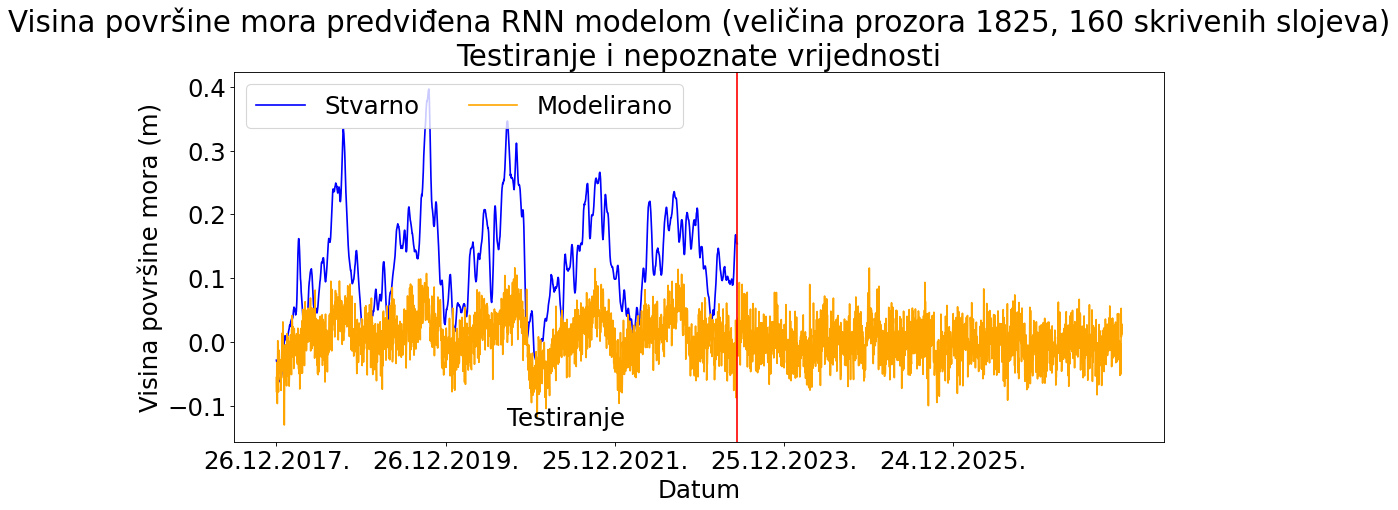 Visina površine mora predviđena RNN modelom (veličina prozora 1825, 160 skrivenih slojeva)
Testiranje i nepoznate vrijednosti
Stvarno Modelirano
Visina površine mora (m)
0.4
0.3
0.2
0.1
0.0
−0.1
Testiranje
26.12.2017. 26.12.2019. 25.12.2021. 25.12.2023. 24.12.2025.
Datum